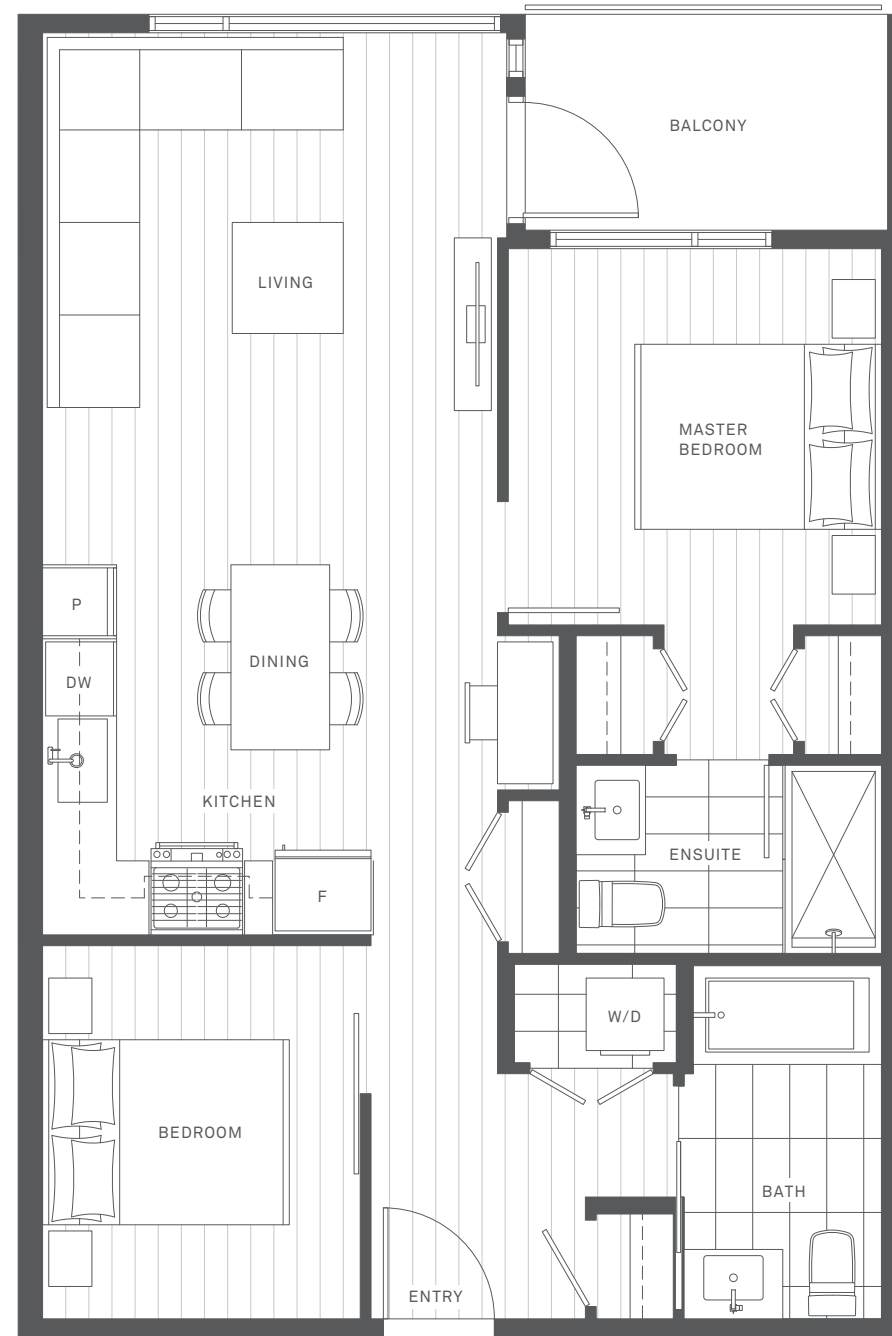 BALCONY
LIVING
MASTER
BEDROOM
P
DW
DINING
KITCHEN
ENSUITE
F
W/D
BEDROOM
BATH
ENTRY